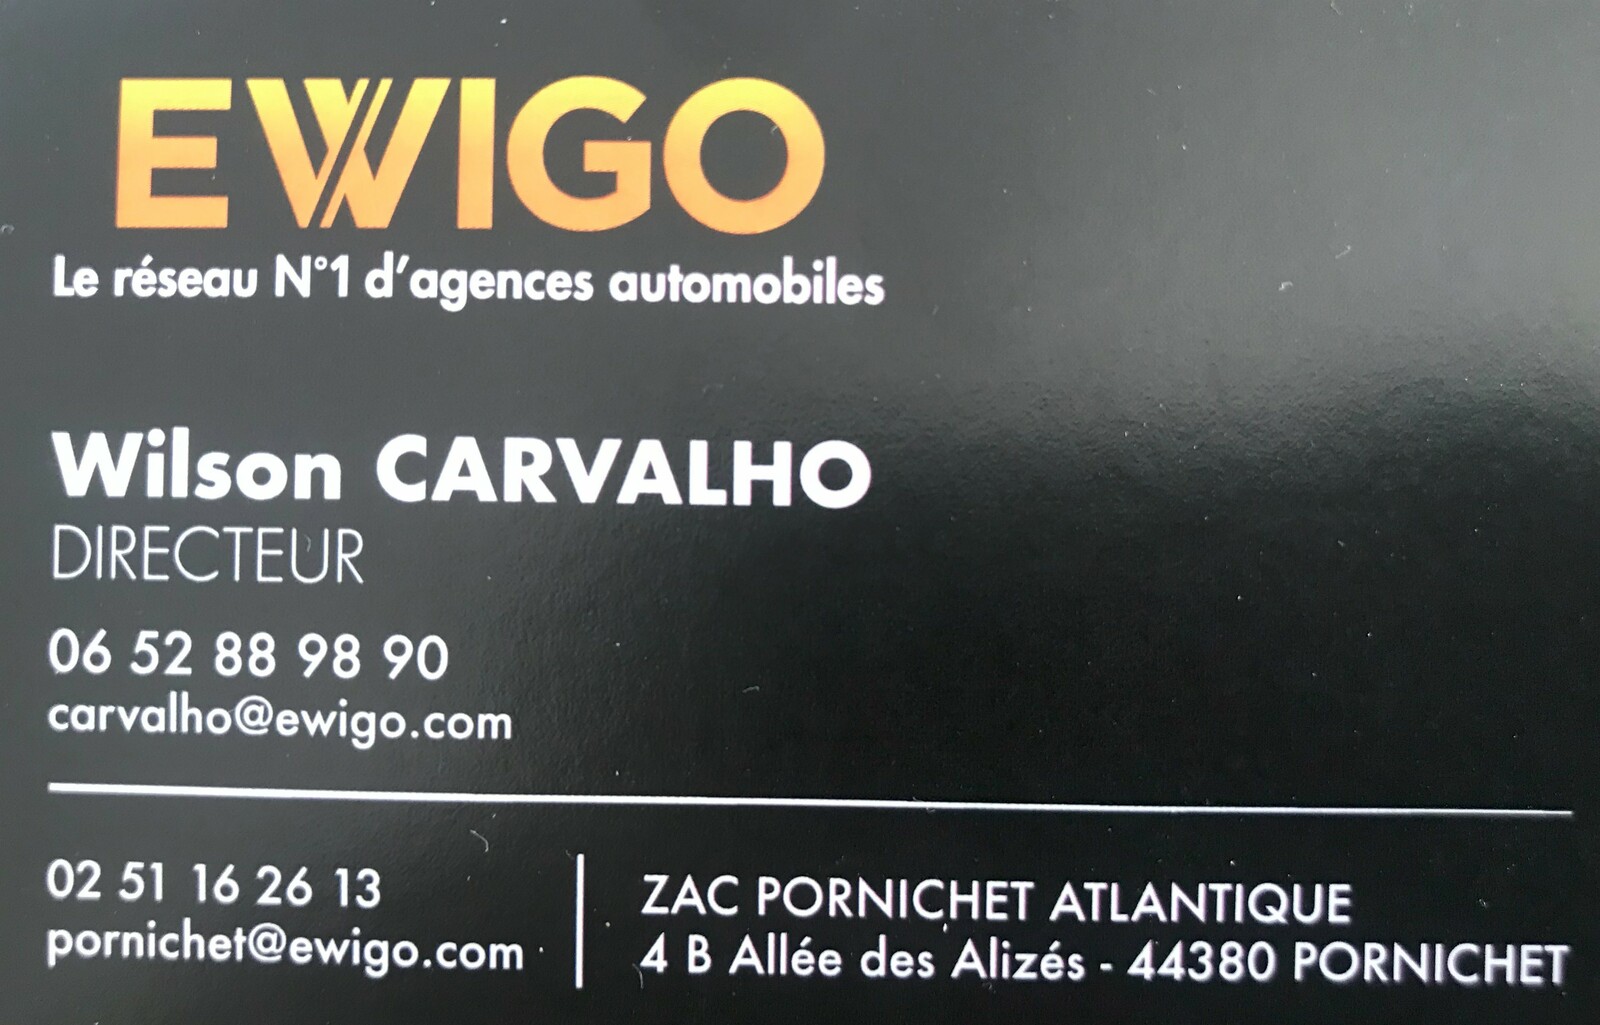 EWIGO
Le réseau N°1 d'agences automobiles
Wilson CARVALHO
DIRECTEUR
06 52 88 98 90
carvalho@ewigo.com
02 51 16 26 13
pornichet@ewigo.com
ZAC PORNICHET ATLANTIQUE
4 B Allée des Alizés - 44380 PORNICHET